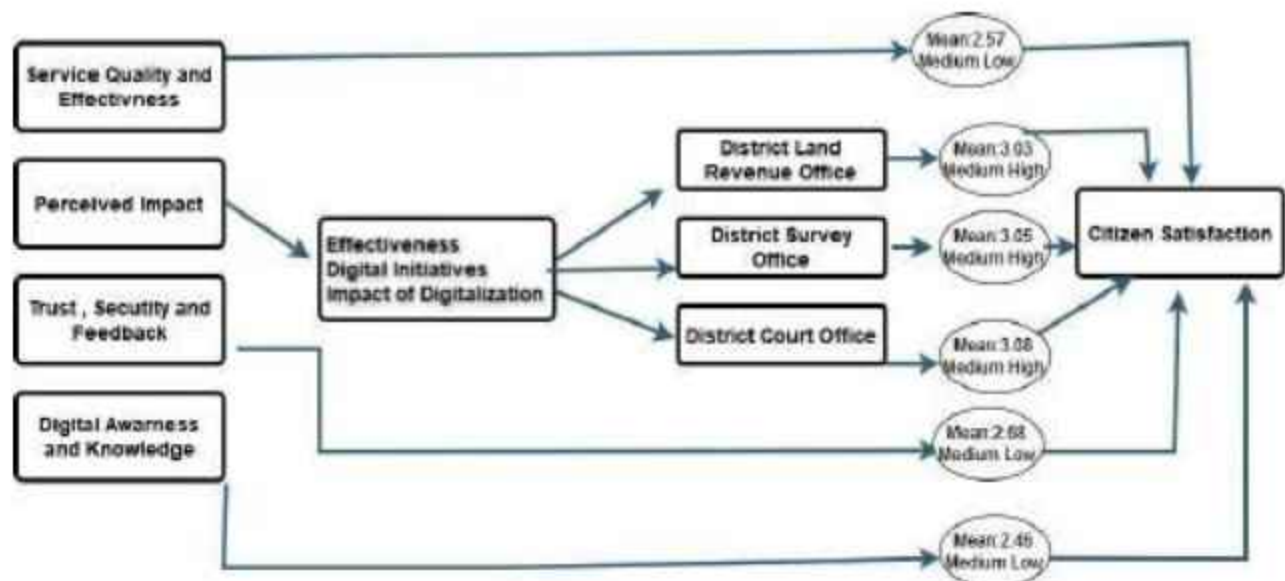 Service Quality and
Effectivness
Perceived Impact
Trust , Secutity and
Feedback
Digital Awarness
and Knowledge
Effectiveness
Digital Initiatives
Impact of Digitalization
District Land
Revenue Office
District Survey
Office
District Court Office
Mean:2.57
Medium Low
Mean:3.03
Medium High
Mean:3.05
Medium High
Mean:3.08
Medium High
Mean:2.68
Medium Low
Mean:2.46
Medium Low
Citizen Satisfaction